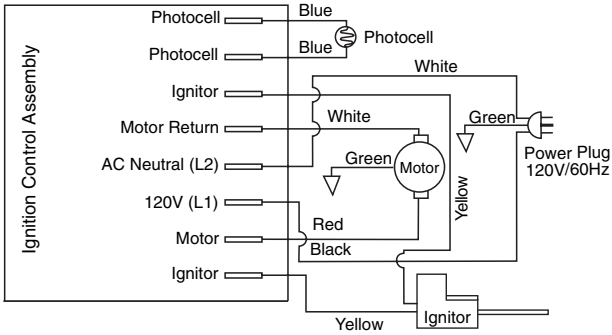 Ignition Control Assembly
Photocell
Blue
Photocell
Blue
Photocell
White
Ignitor
Motor Return
White
Green
AC Neutral (L2)
Green
Motor
Power Plug
120V/60Hz
120V (L1)
Yellow
Red
Motor
Black
Ignitor
Yellow
Ignitor